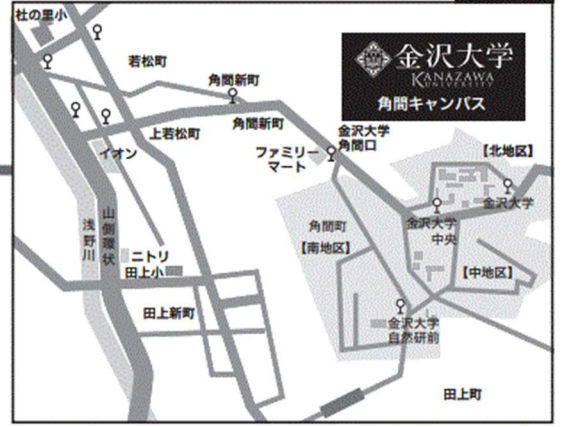 杜の里小
若松町
角間新町
金沢大学
KANAZAWA
UNIVERSITY
角間キャンパス
上若松町
角間新町
金沢大学
角間口
ファミリー
マート
【北地区】
イオン
金沢大学
角間町
【南地区】
金沢大学
中央
浅野川
山側環状
ニトリ
田上小
【中地区】
田上新町
金沢大学
自然研前
田上町